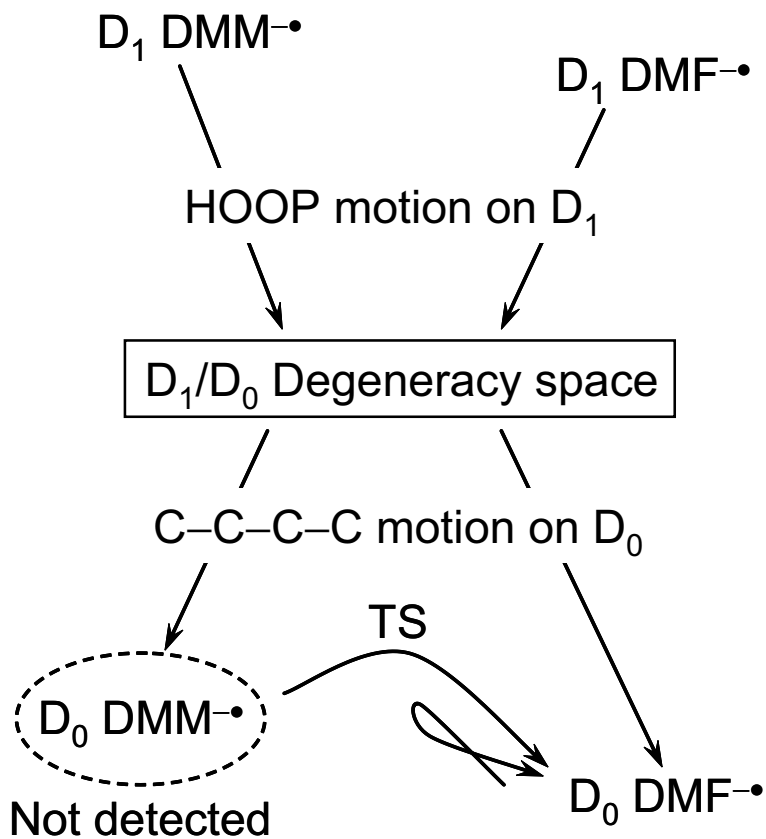 D₁ DMM⁻•
D₁ DMF⁻•
HOOP motion on D₁
D₁/D₀ Degeneracy space
C–C–C–C motion on D₀
TS
D₀ DMM⁻•
D₀ DMF⁻•
Not detected